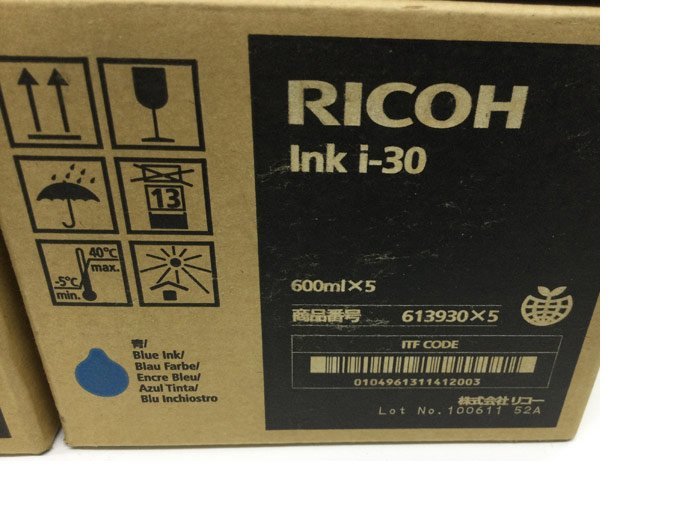 RICOH
Ink i-30
13
40℃
max.
-5℃
min.
600ml×5
商品番号 613930×5
ITF CODE
0104961311412003
株式会社リコー
Lot No.100611 52A
青/
Blue Ink/
Blau Farbe/
Encre Bleu/
Azul Tinta/
Blu Inchiostro